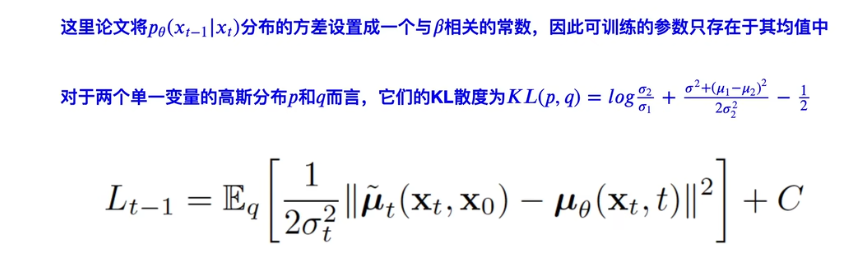 这里论文将$p_\theta(x_{t-1}|x_t)$分布的方差设置成一个与$\beta$相关的常数，因此可训练的参数只存在于其均值中
对于两个单一变量的高斯分布$p$和$q$而言，它们的KL散度为$KL(p,q)=log\frac{\sigma_2}{\sigma_1}+\frac{\sigma^2+(\mu_1-\mu_2)^2}{2\sigma_2^2}-\frac{1}{2}$
$L_{t-1}=\mathbb{E}_q\left[\frac{1}{2\sigma_t^2}\|\tilde{\boldsymbol{\mu}}_t(\mathbf{x}_t,\mathbf{x}_0)-\boldsymbol{\mu}_\theta(\mathbf{x}_t,t)\|^2\right]+C$